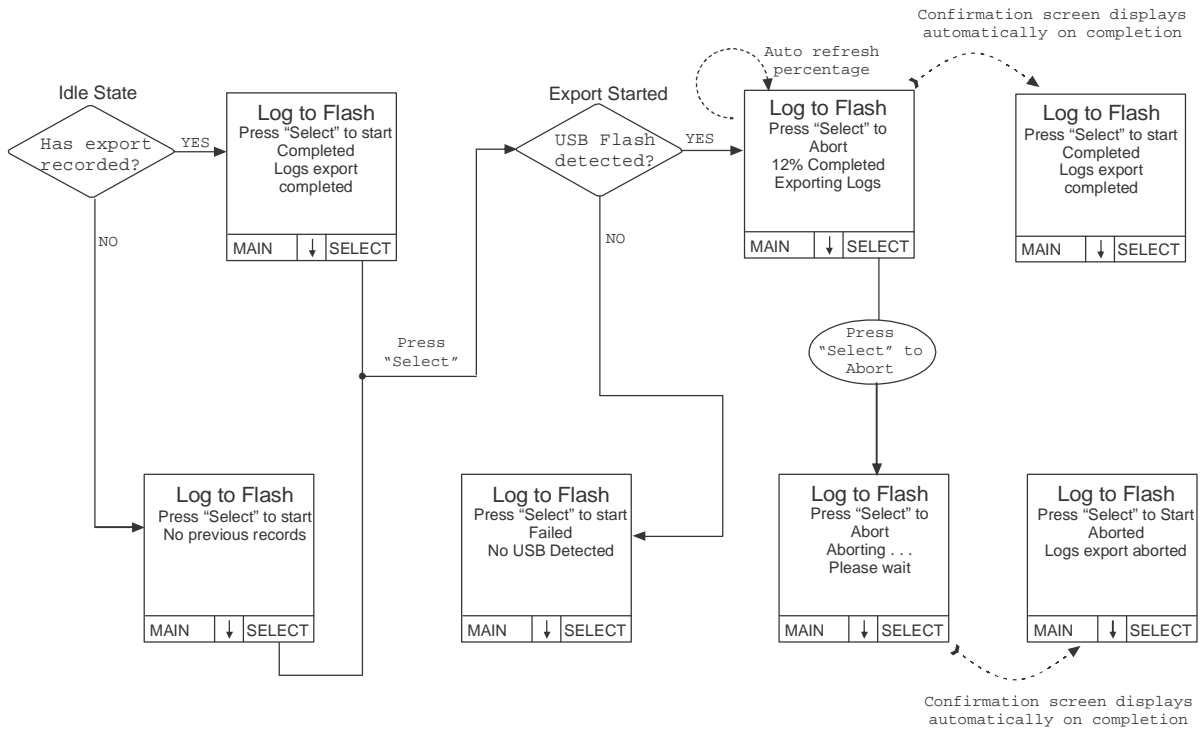 Confirmation screen displays
automatically on completion
Auto refresh
percentage
Idle State
Has export
recorded?
YES
NO
Log to Flash
Press “Select” to start
Completed
Logs export
completed
MAIN ↓ SELECT
Press
“Select”
Export Started
USB Flash
detected?
YES
NO
Log to Flash
Press “Select” to
Abort
12% Completed
Exporting Logs
MAIN ↓ SELECT
Log to Flash
Press “Select” to start
Completed
Logs export
completed
MAIN ↓ SELECT
Press
“Select” to
Abort
Log to Flash
Press “Select” to start
No previous records
MAIN ↓ SELECT
Log to Flash
Press “Select” to start
Failed
No USB Detected
MAIN ↓ SELECT
Log to Flash
Press “Select” to
Abort
Aborting . . .
Please wait
MAIN ↓ SELECT
Log to Flash
Press “Select” to Start
Aborted
Logs export aborted
MAIN ↓ SELECT
Confirmation screen displays
automatically on completion